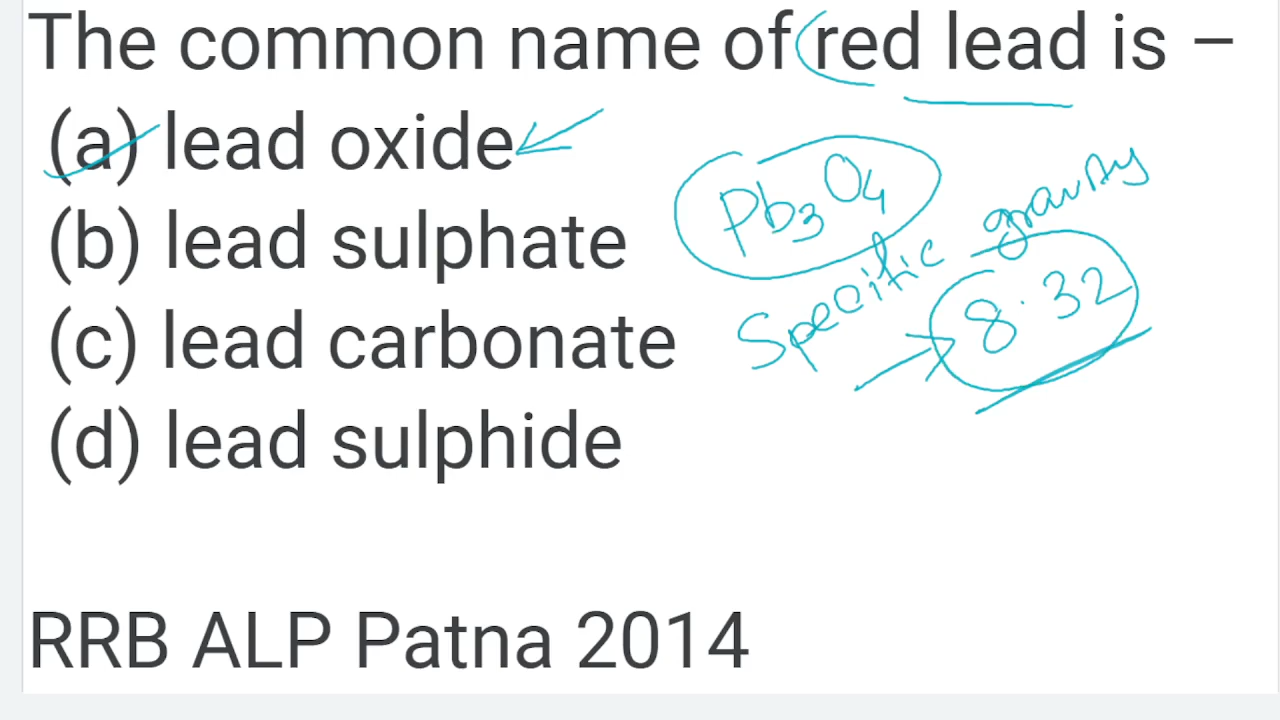 The common name of red lead is –
(a) lead oxide
(b) lead sulphate
(c) lead carbonate
(d) lead sulphide
Pb₃O₄
Specific gravity
8.32
RRB ALP Patna 2014